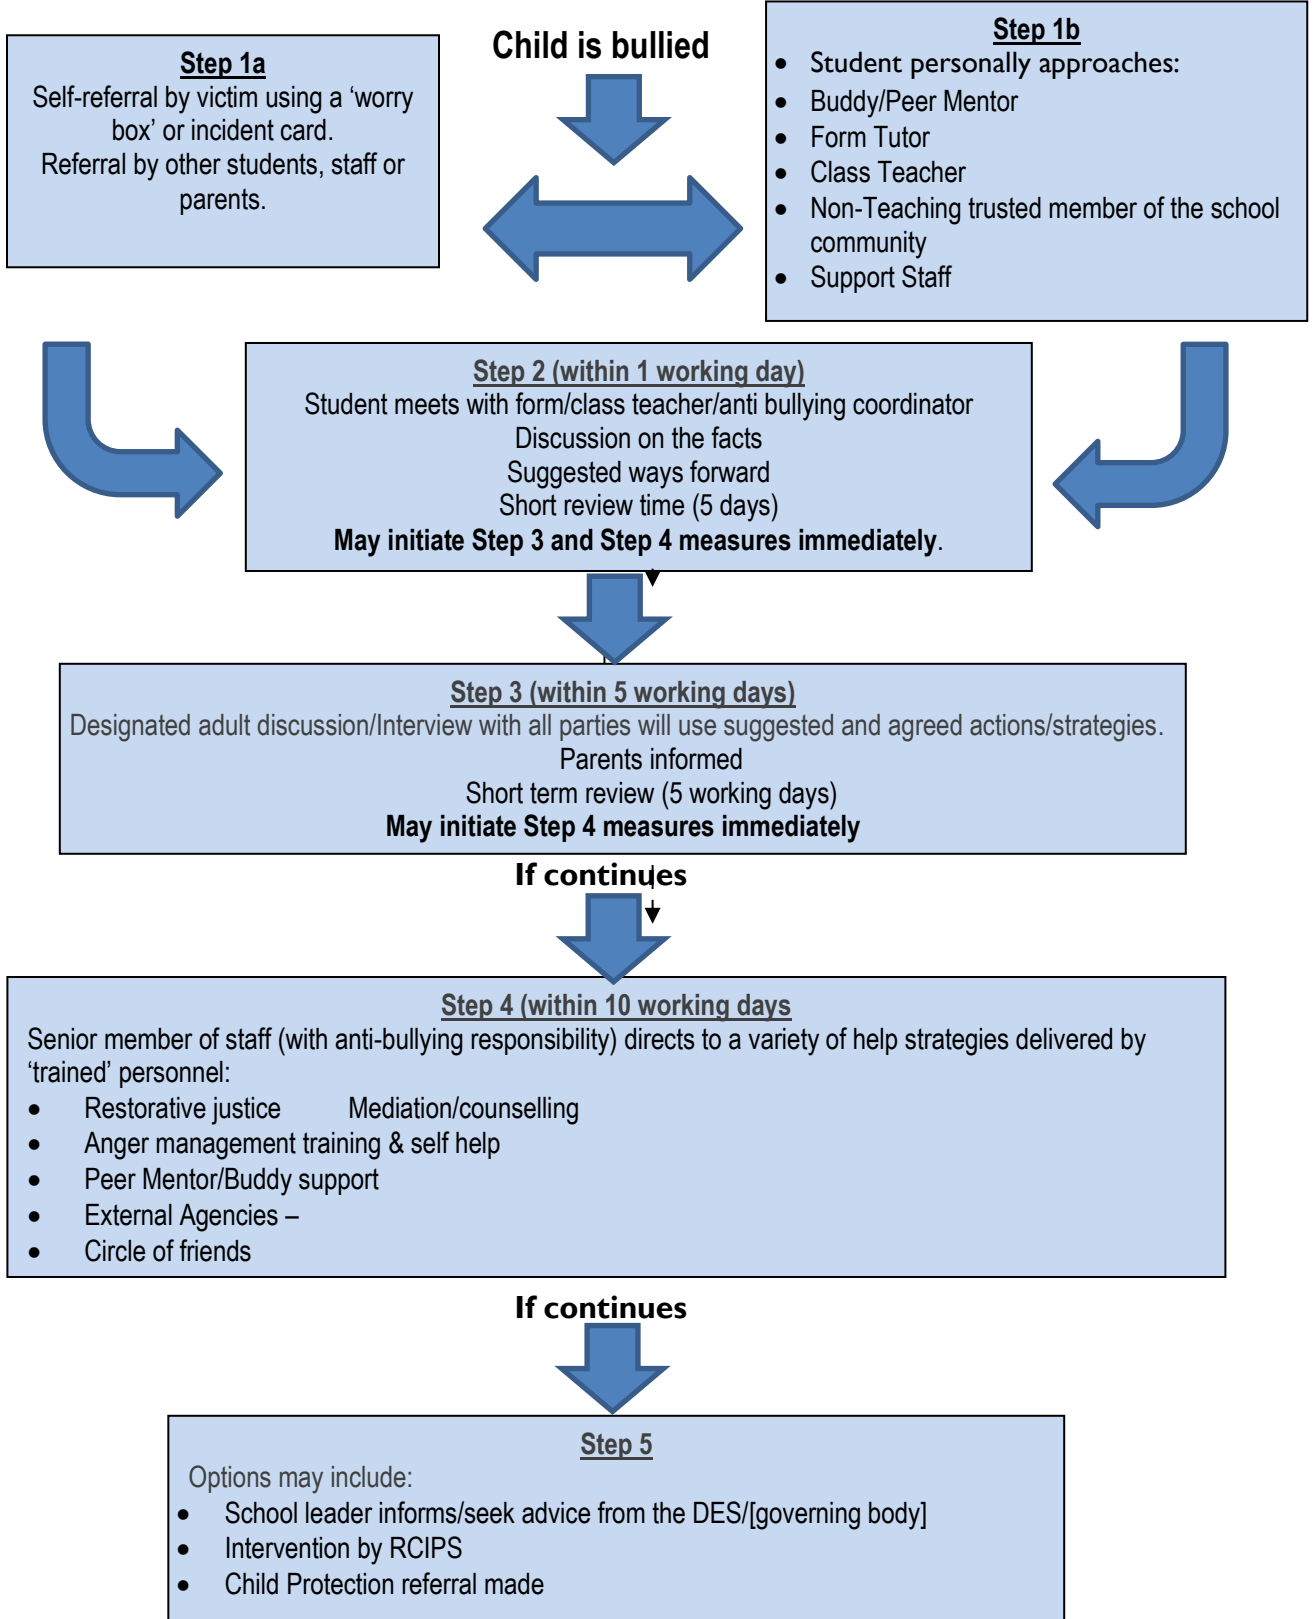 Child is bullied
Step 1a
Self-referral by victim using a ‘worry
box’ or incident card.
Referral by other students, staff or
parents.
Step 1b
• Student personally approaches:
• Buddy/Peer Mentor
• Form Tutor
• Class Teacher
• Non-Teaching trusted member of the school
community
• Support Staff
Step 2 (within 1 working day)
Student meets with form/class teacher/anti bullying coordinator
Discussion on the facts
Suggested ways forward
Short review time (5 days)
May initiate Step 3 and Step 4 measures immediately.
Step 3 (within 5 working days)
Designated adult discussion/Interview with all parties will use suggested and agreed actions/strategies.
Parents informed
Short term review (5 working days)
May initiate Step 4 measures immediately
If continues
Step 4 (within 10 working days
Senior member of staff (with anti-bullying responsibility) directs to a variety of help strategies delivered by
‘trained’ personnel:
• Restorative justice Mediation/counselling
• Anger management training & self help
• Peer Mentor/Buddy support
• External Agencies –
• Circle of friends
If continues
Step 5
Options may include:
• School leader informs/seek advice from the DES/[governing body]
• Intervention by RCIPS
• Child Protection referral made